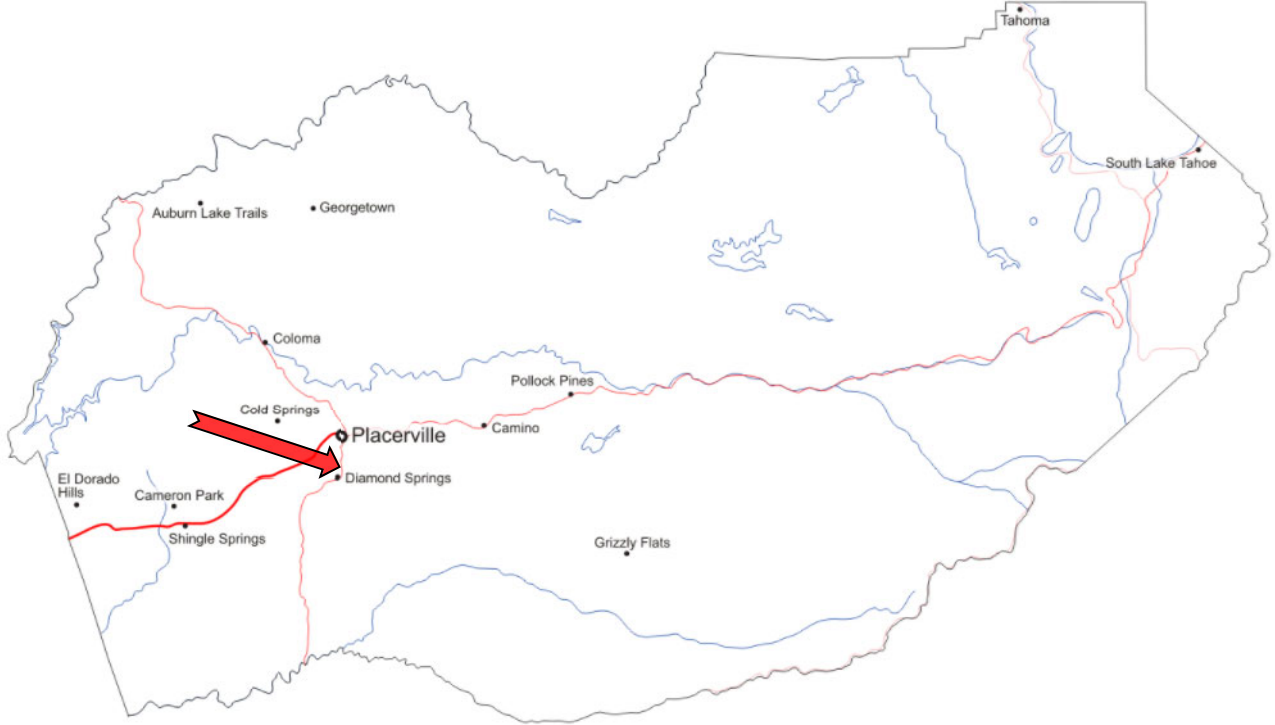 Tahoma
South Lake Tahoe
Auburn Lake Trails
Georgetown
Coloma
Pollock Pines
Cold Springs
Camino
Placerville
Diamond Springs
El Dorado
Hills
Cameron Park
Shingle Springs
Grizzly Flats